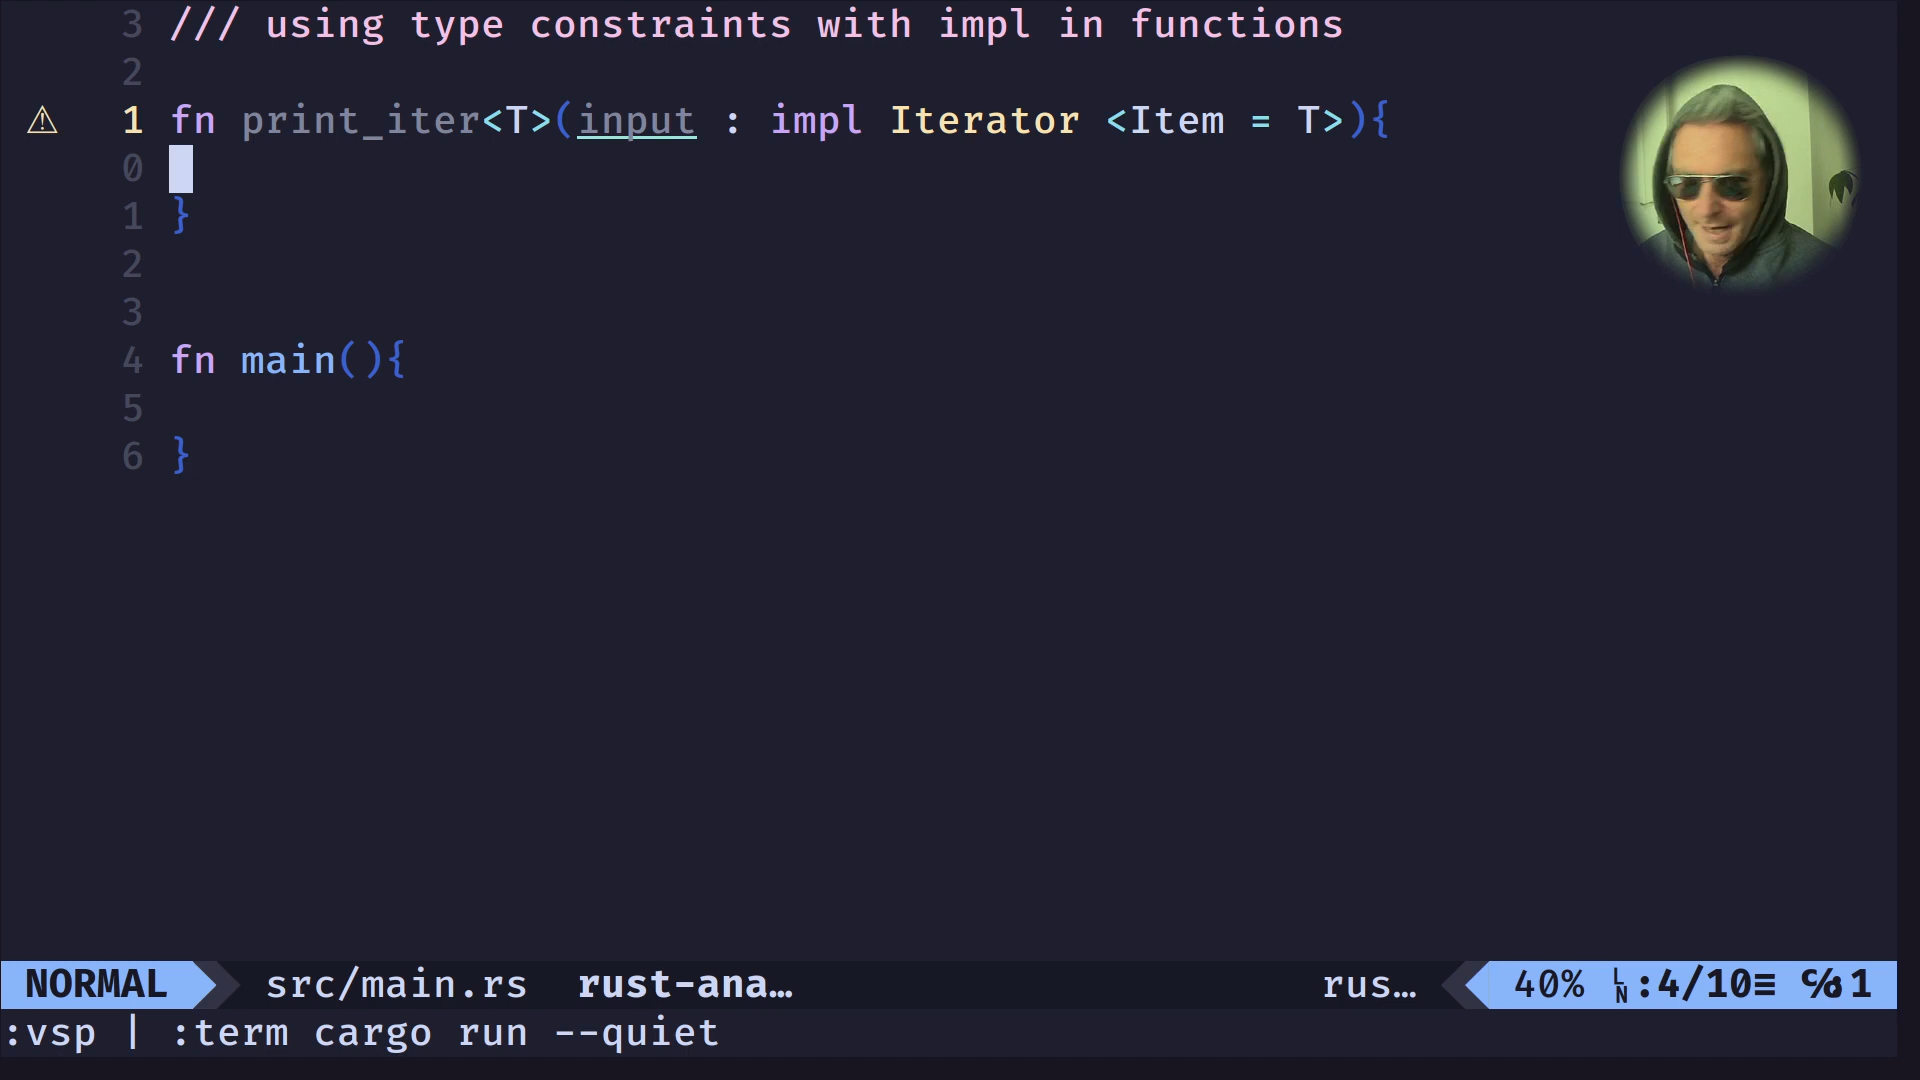 3 /// using type constraints with impl in functions
2
⚠ 1 fn print_iter<T>(input : impl Iterator <Item = T>){
0
1 }
2
3
4 fn main(){
5
6 }
NORMAL src/main.rs rust-ana… rus… 40% LN:4/10≡ ℅:1
:vsp | :term cargo run --quiet